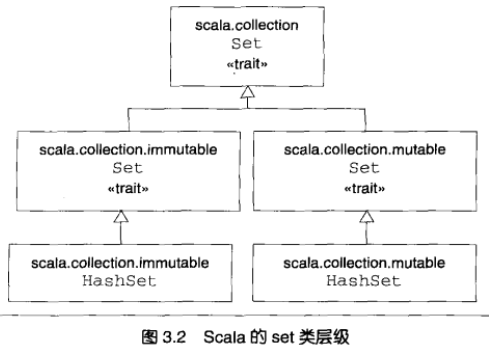 scala.collection
Set
«trait»
scala.collection.immutable
Set
«trait»
scala.collection.mutable
Set
«trait»
scala.collection.immutable
HashSet
scala.collection.mutable
HashSet
图 3.2 Scala 的 set 类层级